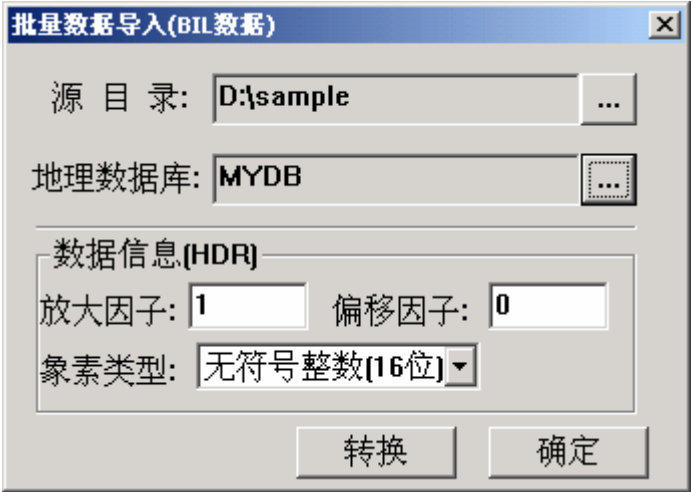 批量数据导入(BIL数据)
源 目 录: D:\sample ...
地理数据库: MYDB ...
数据信息(HDR)
放大因子: 1 偏移因子: 0
象素类型: 无符号整数(16位)
转换 确定